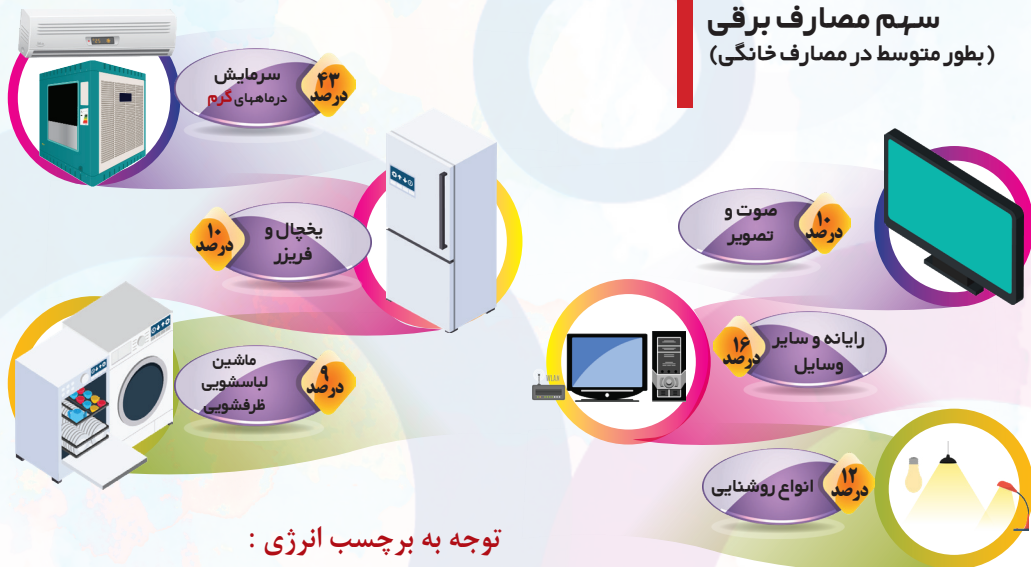 سهم مصارف برقی
(بطور متوسط در مصارف خانگی)
۴۳
درصد
سرمایش
درماههای گرم
۱۰
درصد
یخچال و
فریزر
۹
درصد
ماشین
لباسشویی
ظرفشویی
۱۰
درصد
صوت و
تصویر
۱۶
درصد
رایانه و سایر
وسایل
WLAN
۱۲
درصد
انواع روشنایی
توجه به برچسب انرژی :